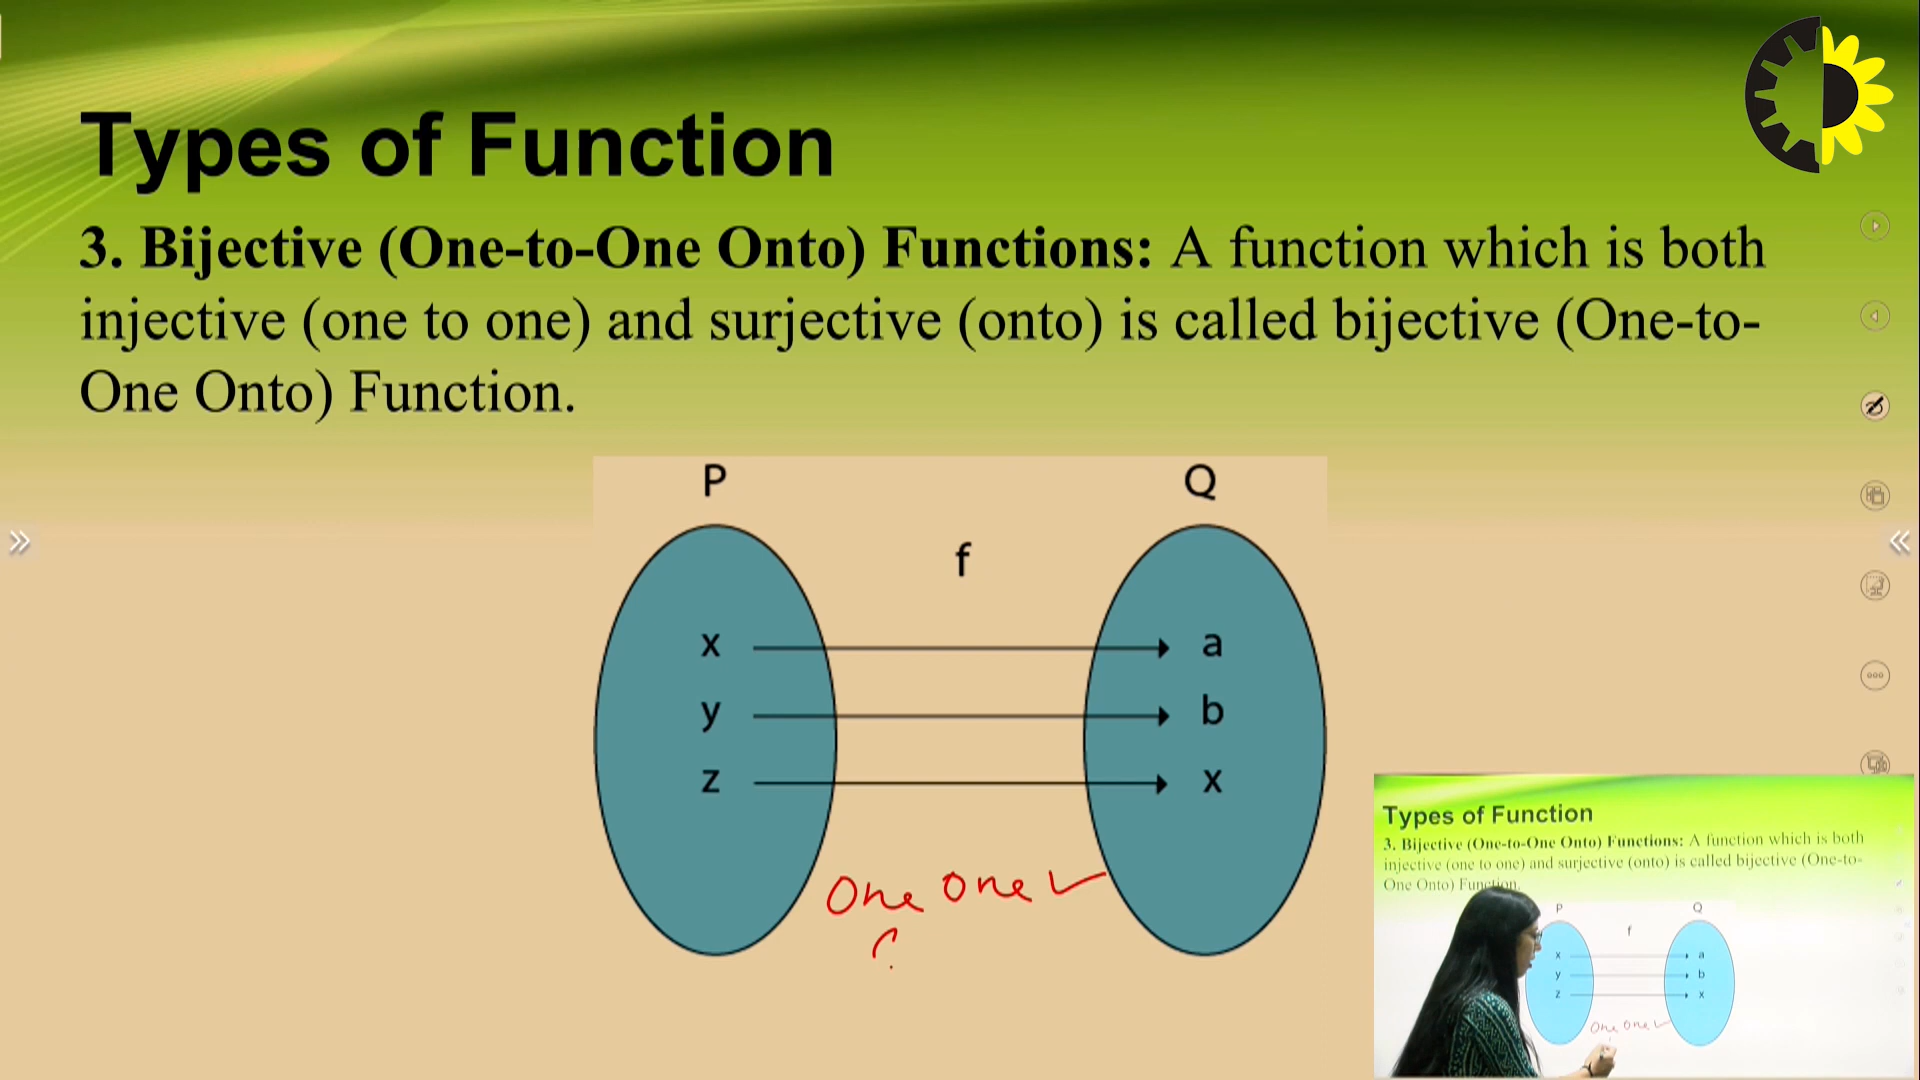 Types of Function
3. Bijective (One-to-One Onto) Functions: A function which is both
injective (one to one) and surjective (onto) is called bijective (One-to-
One Onto) Function.
P Q
f
x a
y b
z x
One One ✓
Types of Function
3. Bijective (One-to-One Onto) Functions: A function which is both
injective (one to one) and surjective (onto) is called bijective (One-to-
One Onto) Function.
P Q
f
x a
y b
z x
One One ✓